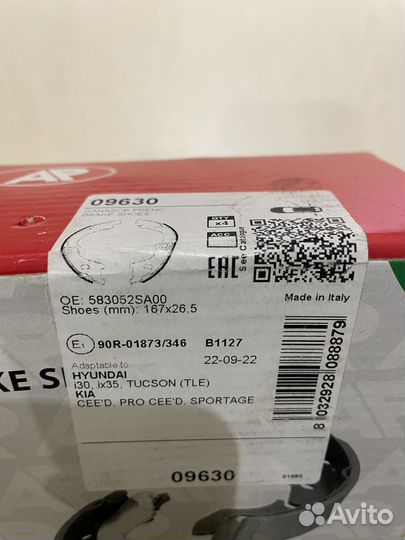 AP
09630
GANASCE FRENO
BRAKE SHOES
QTY
x4
ACC
See Catalogue
EAC
OE: 583052SA00
Shoes (mm): 167x26,5
Made in Italy
E1 90R-01873/346 B1127
22-09-22
Adaptable to
HYUNDAI
i30, ix35, TUCSON (TLE)
KIA
CEE'D, PRO CEE'D, SPORTAGE
8 032928 088879
09630
KE S
Avito